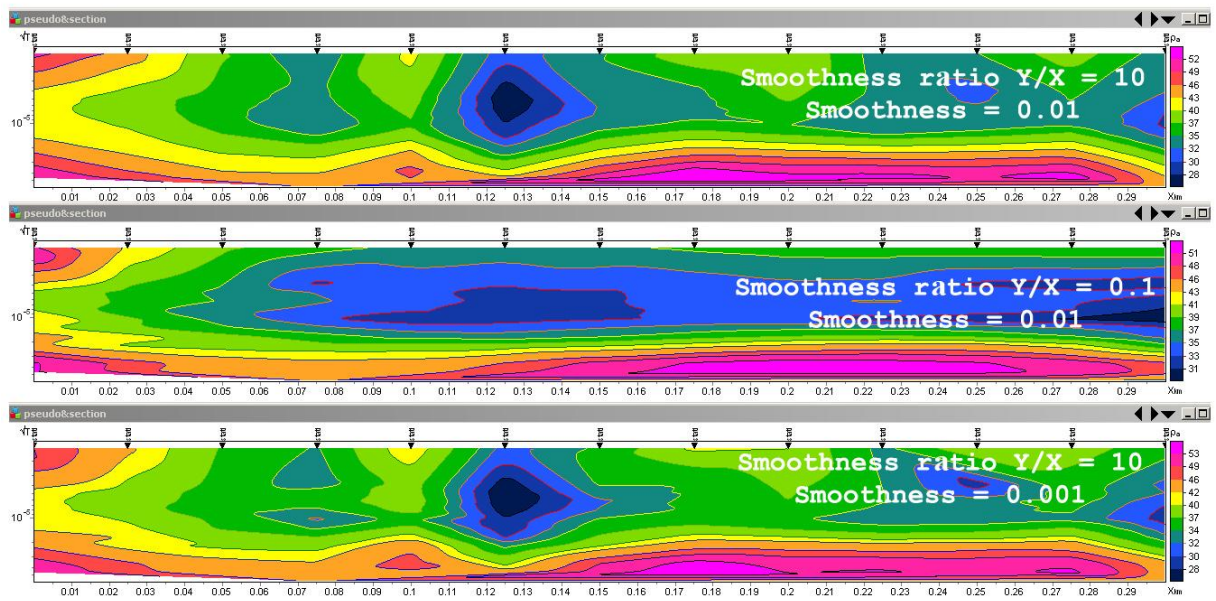 pseudo&section
√T
ρₐ
52
49
46
43
40
37
35
32
30
28
Smoothness ratio Y/X = 10
Smoothness = 0.01
10⁻⁵
0.01 0.02 0.03 0.04 0.05 0.06 0.07 0.08 0.09 0.1 0.11 0.12 0.13 0.14 0.15 0.16 0.17 0.18 0.19 0.2 0.21 0.22 0.23 0.24 0.25 0.26 0.27 0.28 0.29 X\m
pseudo&section
√T
ρₐ
51
48
46
43
41
39
37
35
33
31
Smoothness ratio Y/X = 0.1
Smoothness = 0.01
10⁻⁵
0.01 0.02 0.03 0.04 0.05 0.06 0.07 0.08 0.09 0.1 0.11 0.12 0.13 0.14 0.15 0.16 0.17 0.18 0.19 0.2 0.21 0.22 0.23 0.24 0.25 0.26 0.27 0.28 0.29 X\m
pseudo&section
√T
ρₐ
53
49
46
42
40
37
34
32
30
28
Smoothness ratio Y/X = 10
Smoothness = 0.001
10⁻⁵
0.01 0.02 0.03 0.04 0.05 0.06 0.07 0.08 0.09 0.1 0.11 0.12 0.13 0.14 0.15 0.16 0.17 0.18 0.19 0.2 0.21 0.22 0.23 0.24 0.25 0.26 0.27 0.28 0.29 X\m